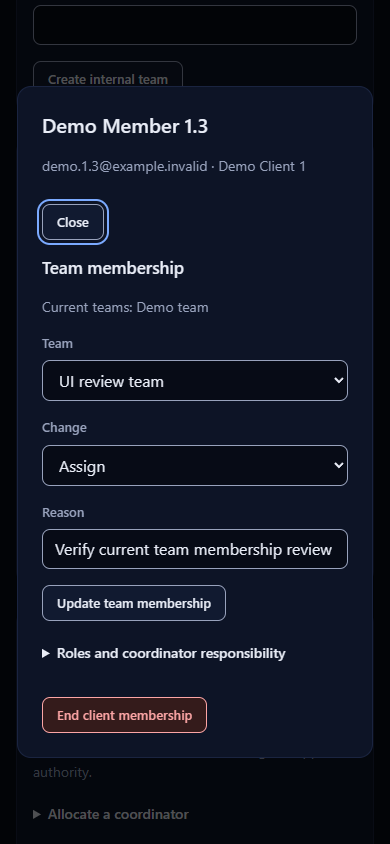 Create internal team
Demo Member 1.3
demo.1.3@example.invalid · Demo Client 1
Close
Team membership
Current teams: Demo team
Team
UI review team
Change
Assign
Reason
Verify current team membership review
Update team membership
Roles and coordinator responsibility
End client membership
authority.
Allocate a coordinator